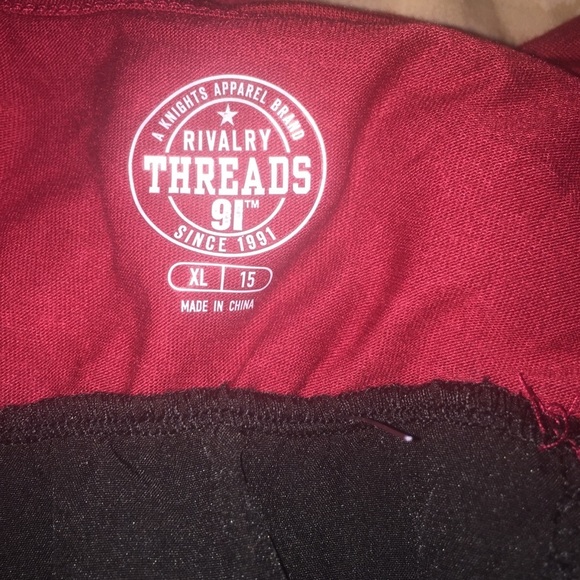 A KNIGHTS APPAREL BRAND
RIVALRY
THREADS
91™
SINCE 1991
XL | 15
MADE IN CHINA